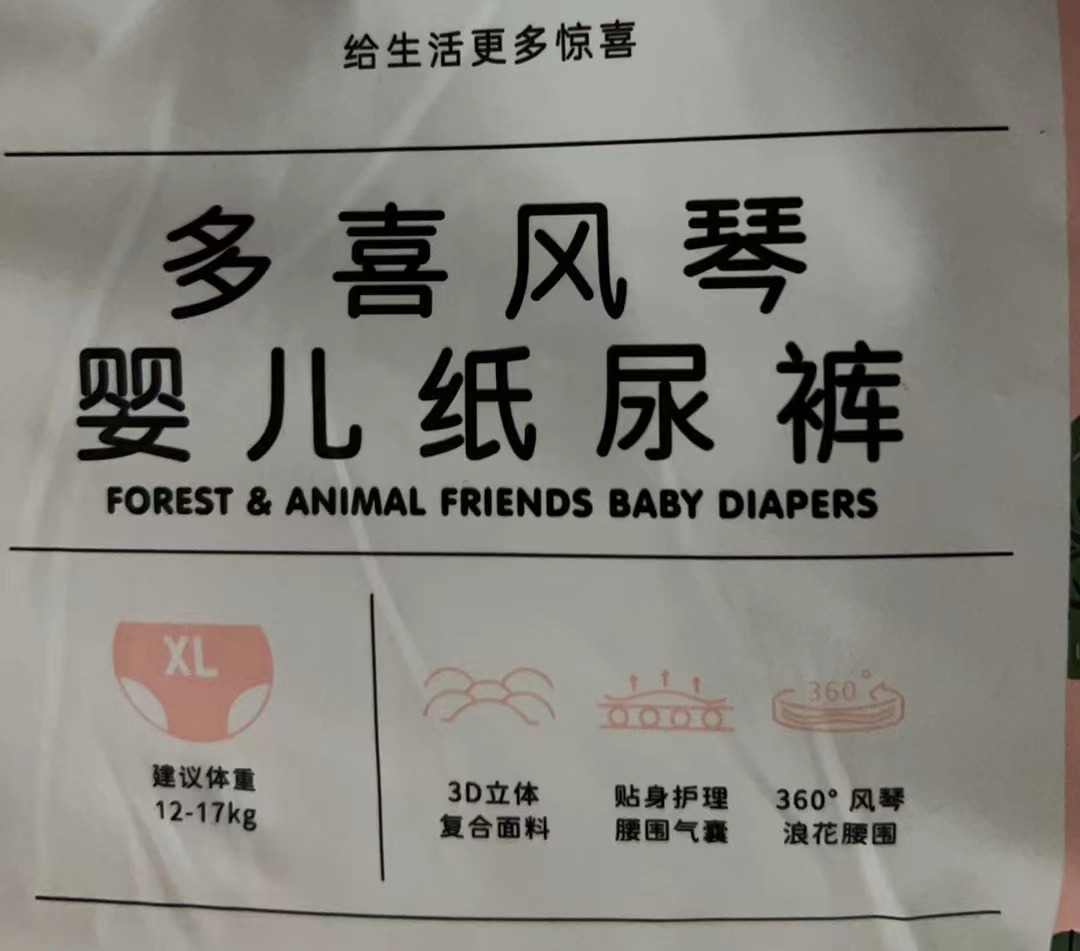 给生活更多惊喜
多喜风琴
婴儿纸尿裤
FOREST & ANIMAL FRIENDS BABY DIAPERS
XL
建议体重
12-17kg
3D立体
复合面料
贴身护理
腰围气囊
360°
360° 风琴
浪花腰围